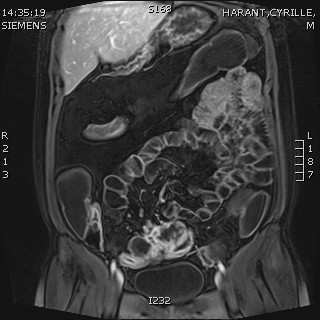 14:35:19
SIEMENS
S168
HARANT,CYRILLE,
M
R
2
1
3
L
1
8
7
I232